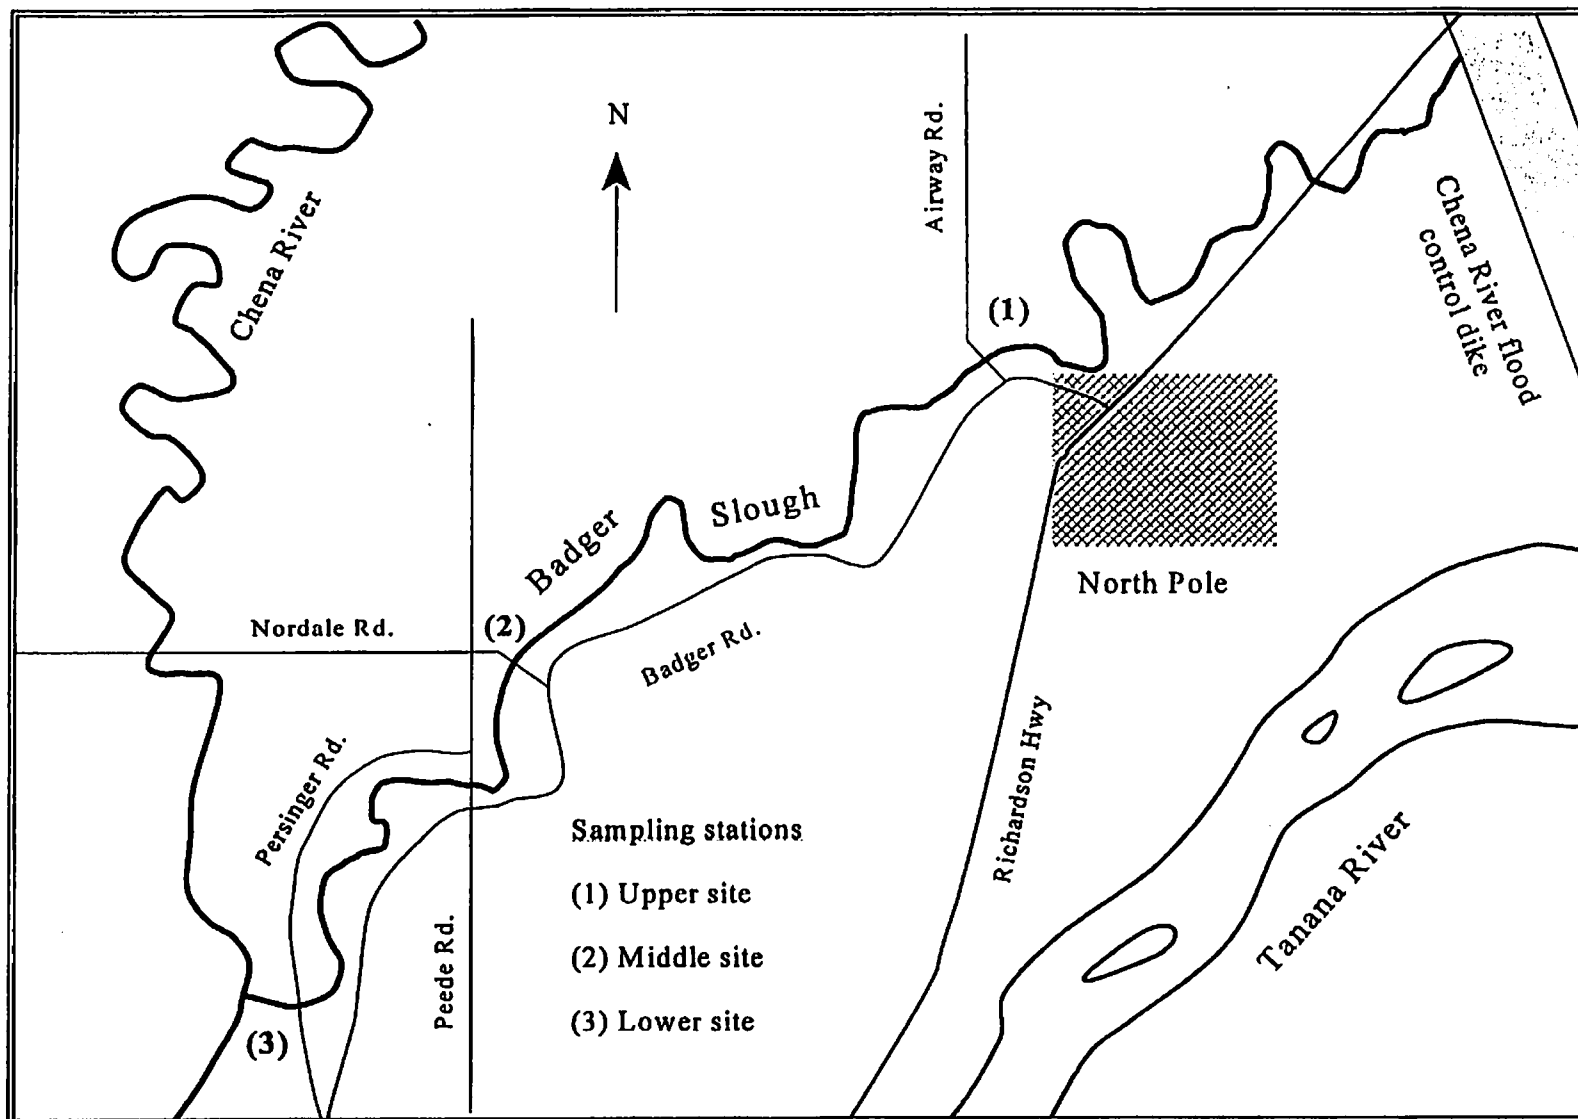 N
Airway Rd.
Chena River
(1)
Chena River flood
control dike
Badger Slough
North Pole
(2)
Nordale Rd.
Badger Rd.
Persinger Rd.
Richardson Hwy
Tanana River
Peede Rd.
(3)
Sampling stations
(1) Upper site
(2) Middle site
(3) Lower site